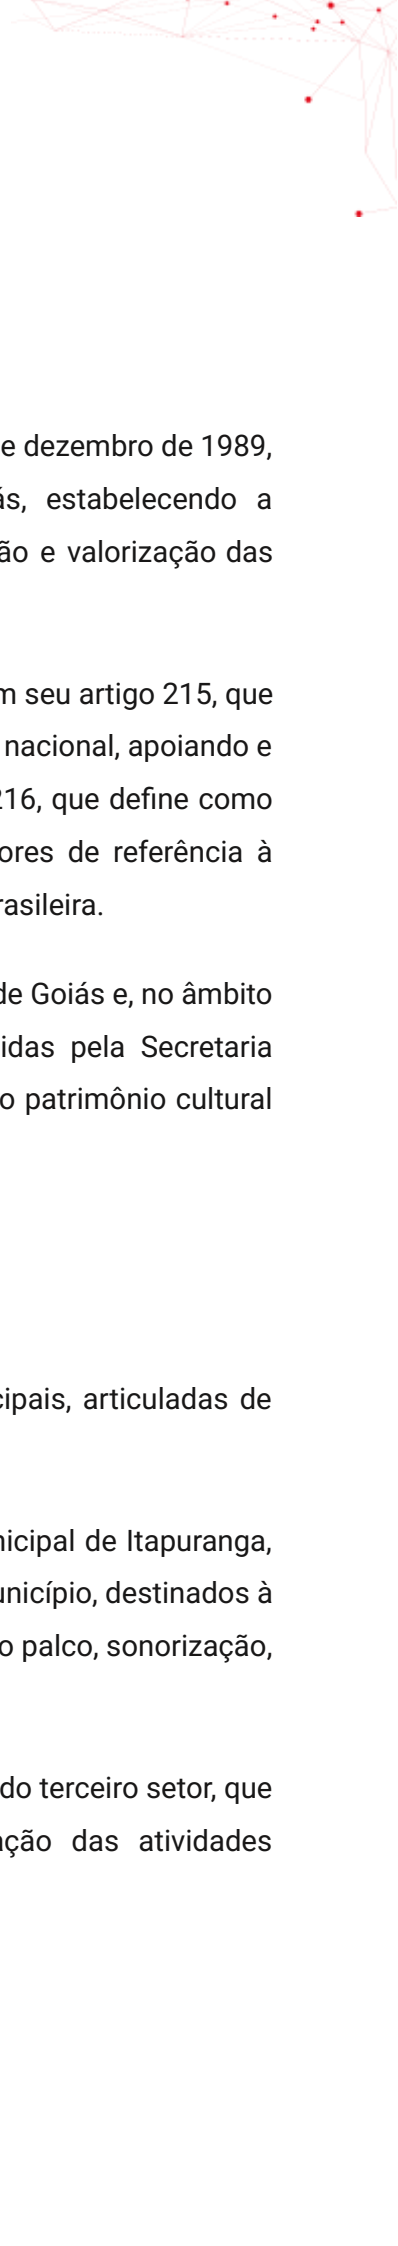 e dezembro de 1989,
ás, estabelecendo a
ão e valorização das
m seu artigo 215, que
nacional, apoiando e
216, que define como
ores de referência à
rasileira.
de Goiás e, no âmbito
idas pela Secretaria
o patrimônio cultural
cipais, articuladas de
nicipal de Itapuranga,
unicípio, destinados à
o palco, sonorização,
do terceiro setor, que
ação das atividades